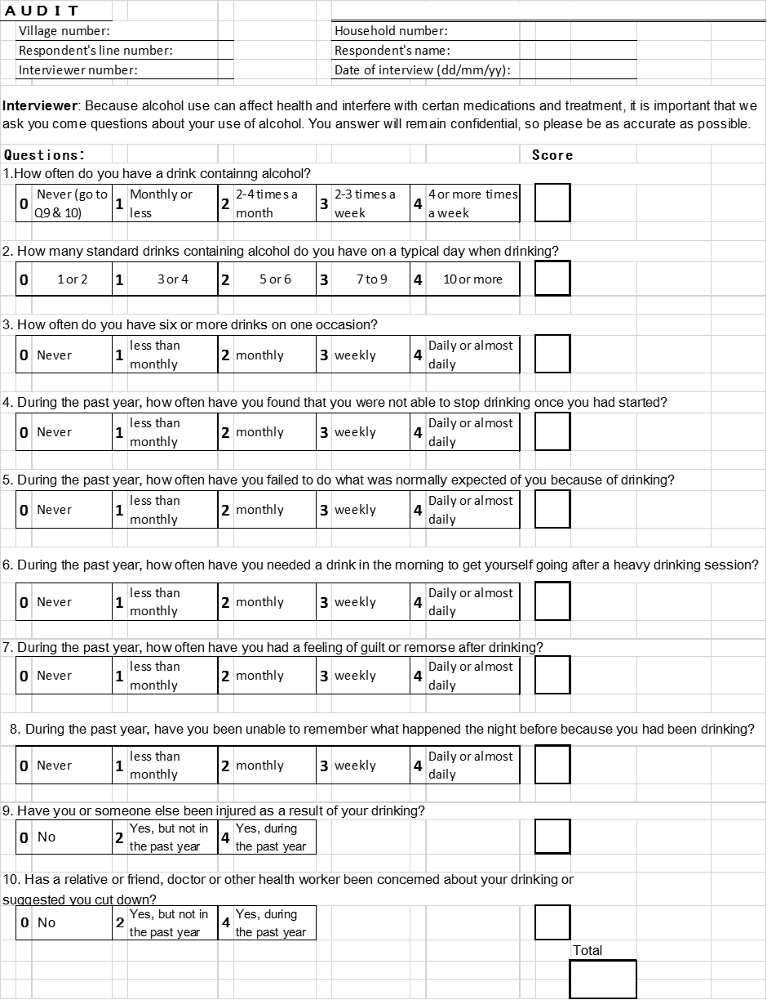 AUDIT
Village number: Household number:
Respondent's line number: Respondent's name:
Interviewer number: Date of interview (dd/mm/yy):
Interviewer: Because alcohol use can affect health and interfere with certan medications and treatment, it is important that we
ask you come questions about your use of alcohol. You answer will remain confidential, so please be as accurate as possible.
Questions: Score
1.How often do you have a drink containng alcohol?
0 Never (go to Q9 & 10) 1 Monthly or less 2 2-4 times a month 3 2-3 times a week 4 4 or more times a week
2. How many standard drinks containing alcohol do you have on a typical day when drinking?
0 1 or 2 1 3 or 4 2 5 or 6 3 7 to 9 4 10 or more
3. How often do you have six or more drinks on one occasion?
0 Never 1 less than monthly 2 monthly 3 weekly 4 Daily or almost daily
4. During the past year, how often have you found that you were not able to stop drinking once you had started?
0 Never 1 less than monthly 2 monthly 3 weekly 4 Daily or almost daily
5. During the past year, how often have you failed to do what was normally expected of you because of drinking?
0 Never 1 less than monthly 2 monthly 3 weekly 4 Daily or almost daily
6. During the past year, how often have you needed a drink in the morning to get yourself going after a heavy drinking session?
0 Never 1 less than monthly 2 monthly 3 weekly 4 Daily or almost daily
7. During the past year, how often have you had a feeling of guilt or remorse after drinking?
0 Never 1 less than monthly 2 monthly 3 weekly 4 Daily or almost daily
8. During the past year, have you been unable to remember what happened the night before because you had been drinking?
0 Never 1 less than monthly 2 monthly 3 weekly 4 Daily or almost daily
9. Have you or someone else been injured as a result of your drinking?
0 No 2 Yes, but not in the past year 4 Yes, during the past year
10. Has a relative or friend, doctor or other health worker been concerned about your drinking or
suggested you cut down?
0 No 2 Yes, but not in the past year 4 Yes, during the past year
Total